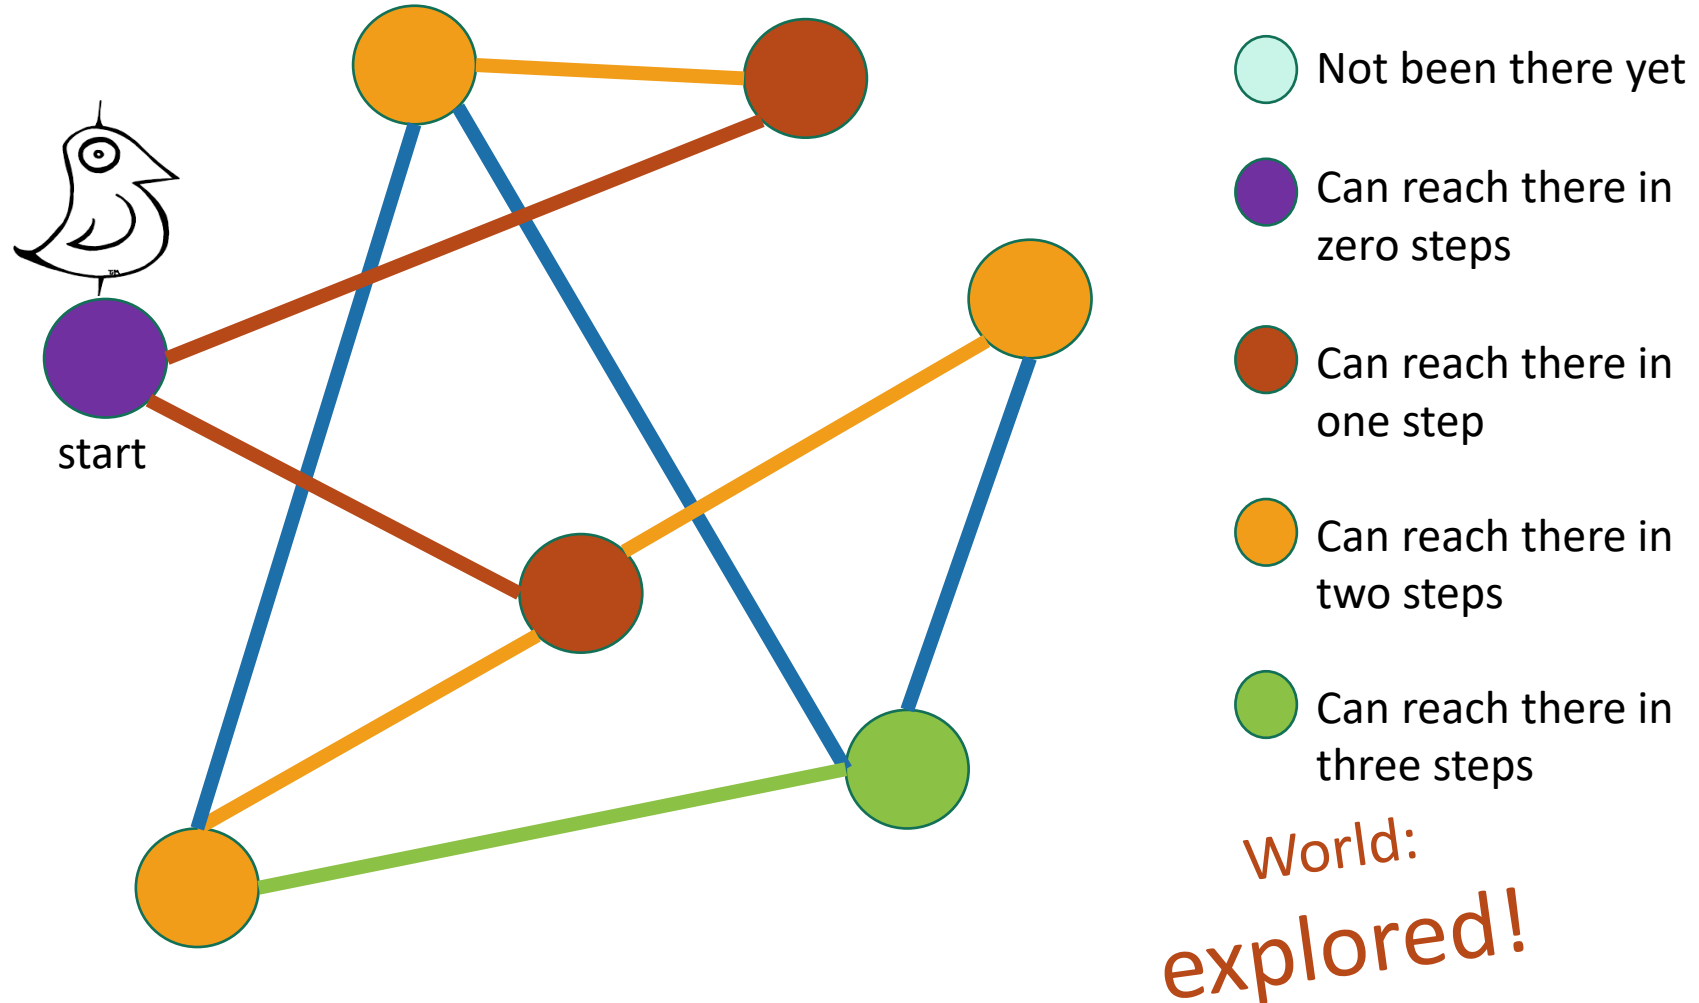 start
Not been there yet
Can reach there in
zero steps
Can reach there in
one step
Can reach there in
two steps
Can reach there in
three steps
World:
explored!